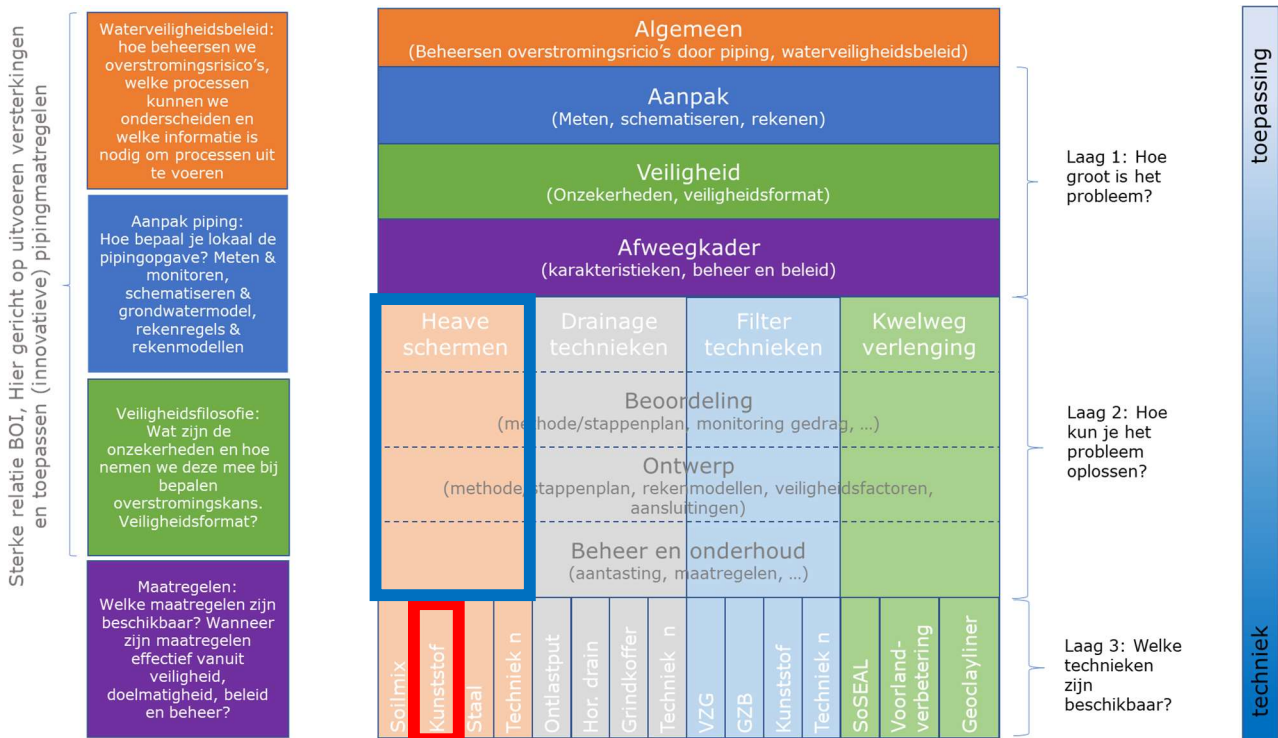 Sterke relatie BOI, Hier gericht op uitvoeren versterkingen
en toepassen (innovatieve) pipingmaatregelen
Waterveiligheidsbeleid:
hoe beheersen we
overstromingsrisico's,
welke processen
kunnen we
onderscheiden en
welke informatie is
nodig om processen uit
te voeren
Aanpak piping:
Hoe bepaal je lokaal de
pipingopgave? Meten &
monitoren,
schematiseren &
grondwatermodel,
rekenregels &
rekenmodellen
Veiligheidsfilosofie:
Wat zijn de
onzekerheden en hoe
nemen we deze mee bij
bepalen
overstromingskans.
Veiligheidsformat?
Maatregelen:
Welke maatregelen zijn
beschikbaar? Wanneer
zijn maatregelen
effectief vanuit
veiligheid,
doelmatigheid, beleid
en beheer?
Algemeen
(Beheersen overstromingsricio's door piping, waterveiligheidsbeleid)
Aanpak
(Meten, schematiseren, rekenen)
Veiligheid
(Onzekerheden, veiligheidsformat)
Afweegkader
(karakteristieken, beheer en beleid)
Heave
schermen
Drainage
technieken
Filter
technieken
Kwelweg
verlenging
Beoordeling
(methode/stappenplan, monitoring gedrag, ...)
Ontwerp
(methode/stappenplan, rekenmodellen, veiligheidsfactoren,
aansluitingen)
Beheer en onderhoud
(aantasting, maatregelen, ...)
Soilmix
Kunststof
Staal
Techniek n
Ontlastput
Hor. drain
Grindkoffer
Techniek n
VZG
GZB
Kunststof
Techniek n
SoSEAL
Voorland-
verbetering
Geoclayliner
Laag 1: Hoe
groot is het
probleem?
Laag 2: Hoe
kun je het
probleem
oplossen?
Laag 3: Welke
technieken
zijn
beschikbaar?
toepassing
techniek